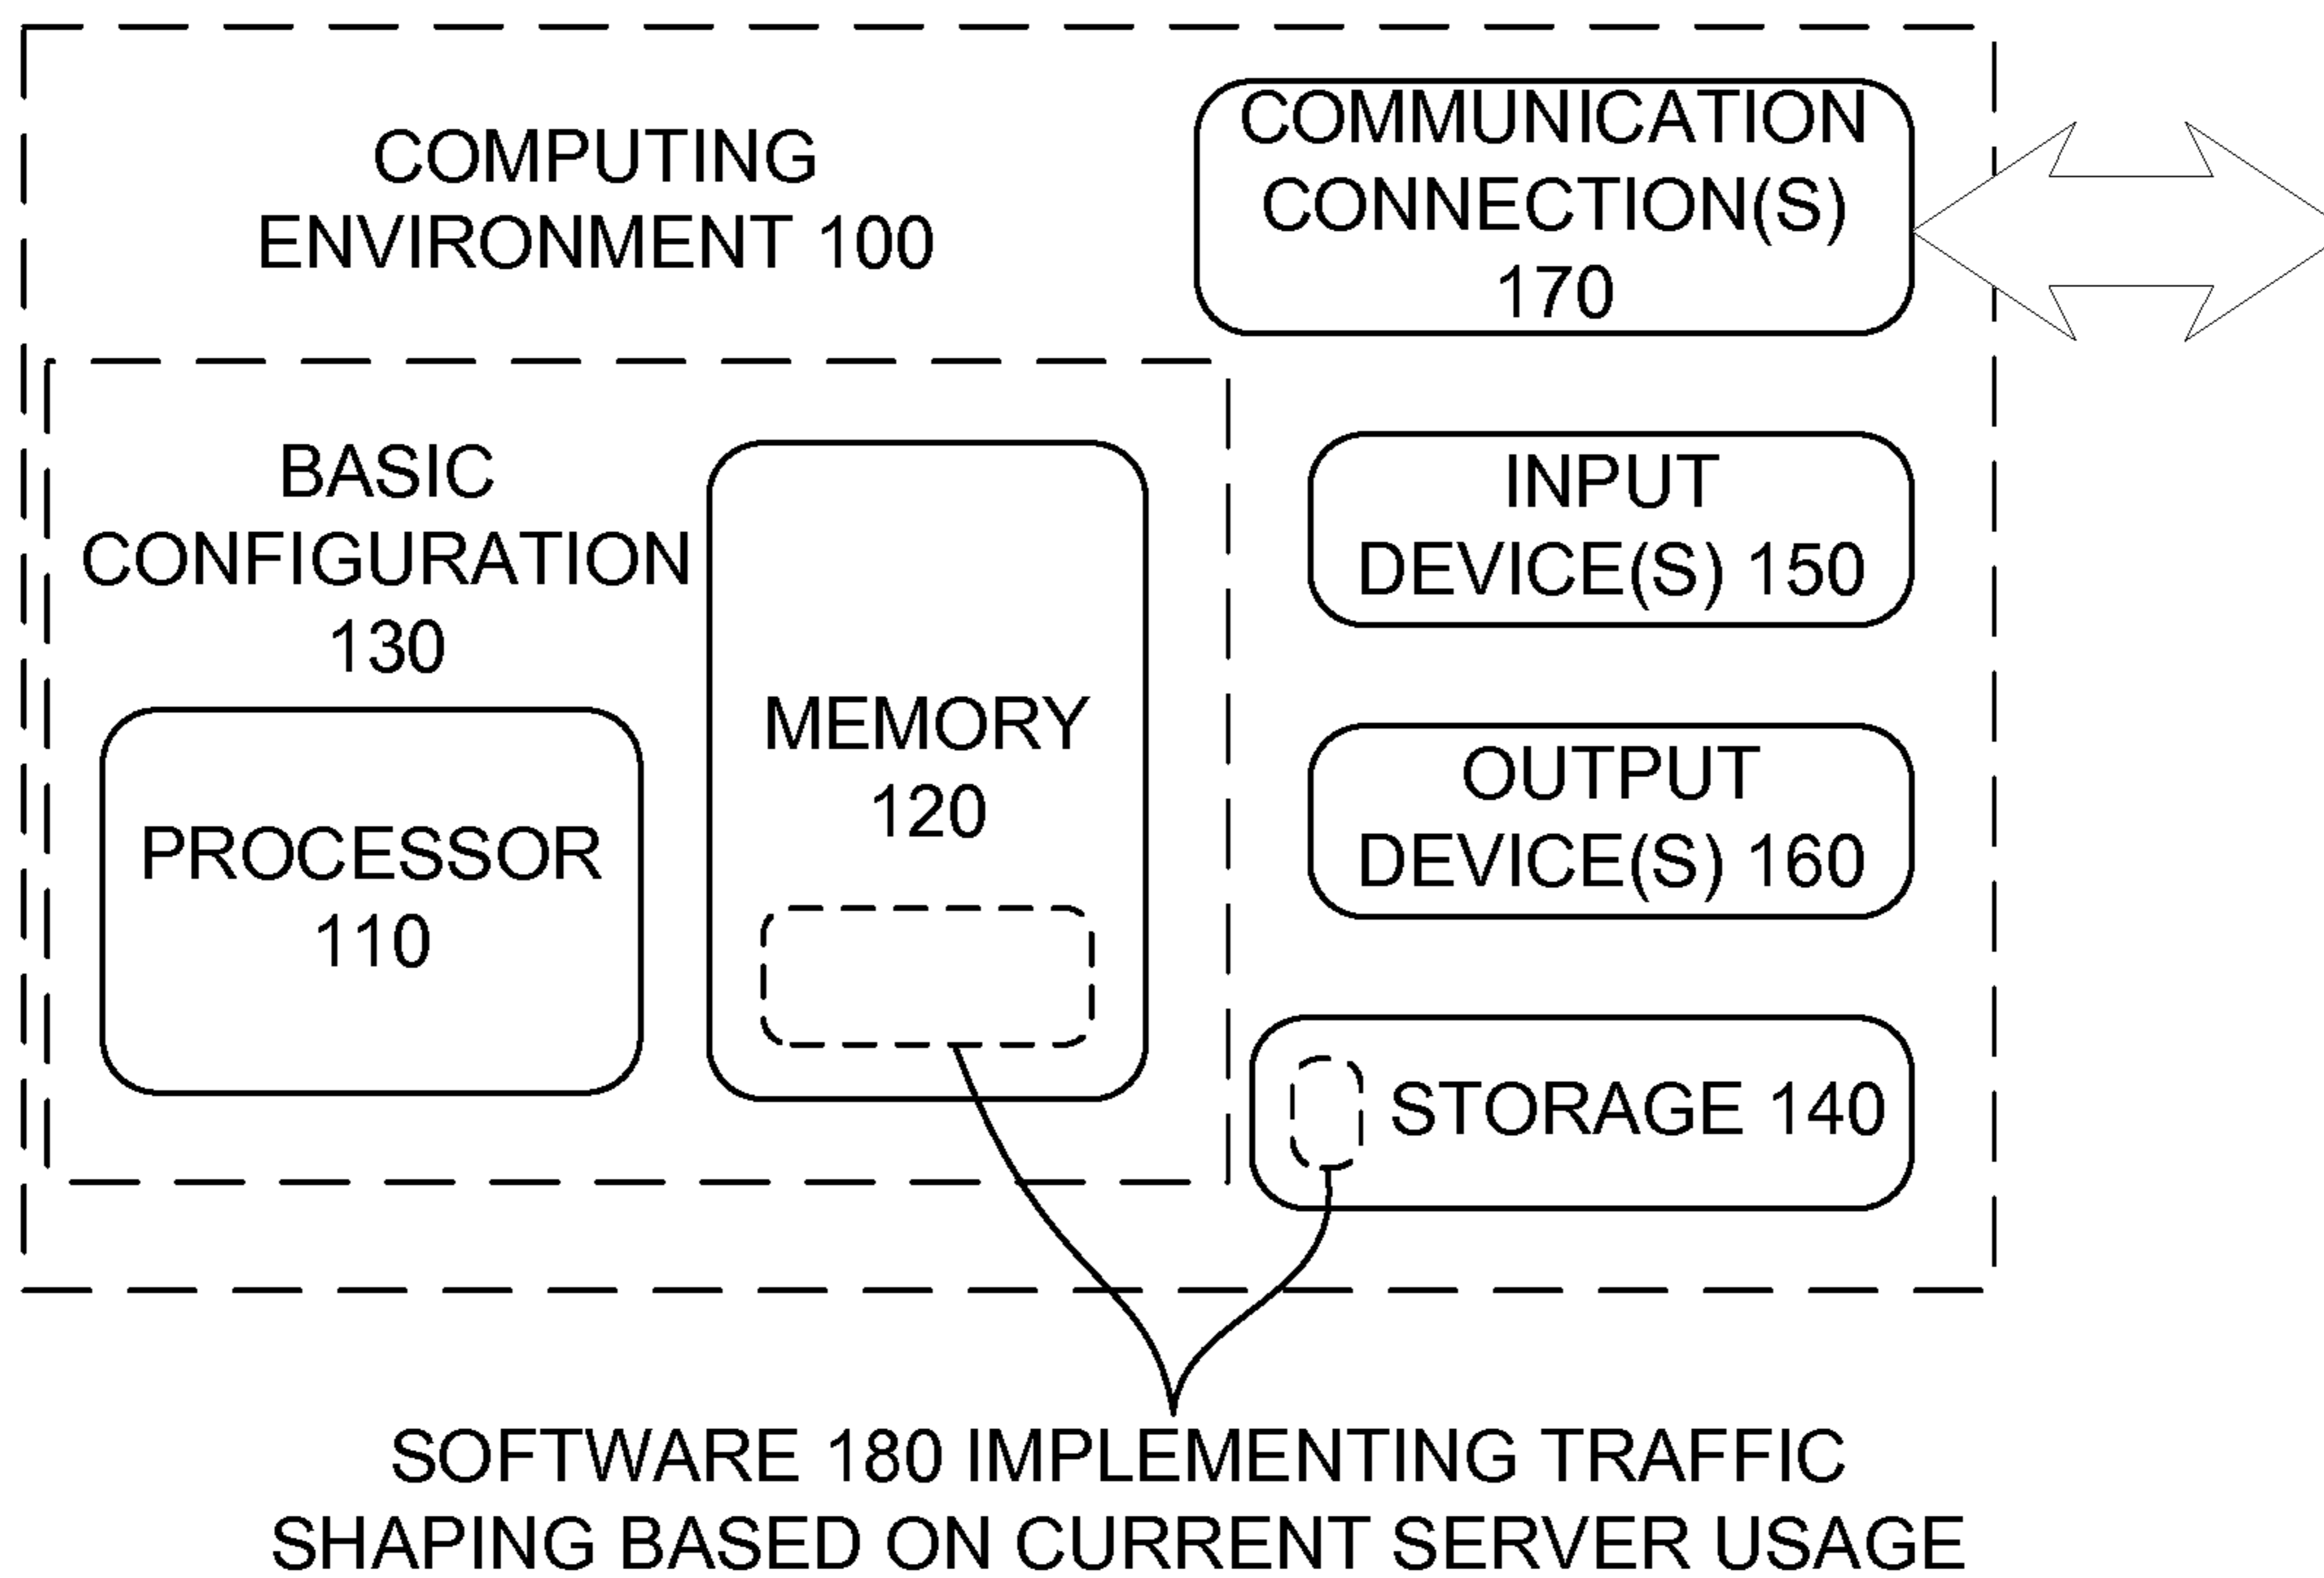 COMPUTING
ENVIRONMENT 100
COMMUNICATION
CONNECTION(S)
170
BASIC
CONFIGURATION
130
PROCESSOR
110
MEMORY
120
INPUT
DEVICE(S) 150
OUTPUT
DEVICE(S) 160
STORAGE 140
SOFTWARE 180 IMPLEMENTING TRAFFIC
SHAPING BASED ON CURRENT SERVER USAGE